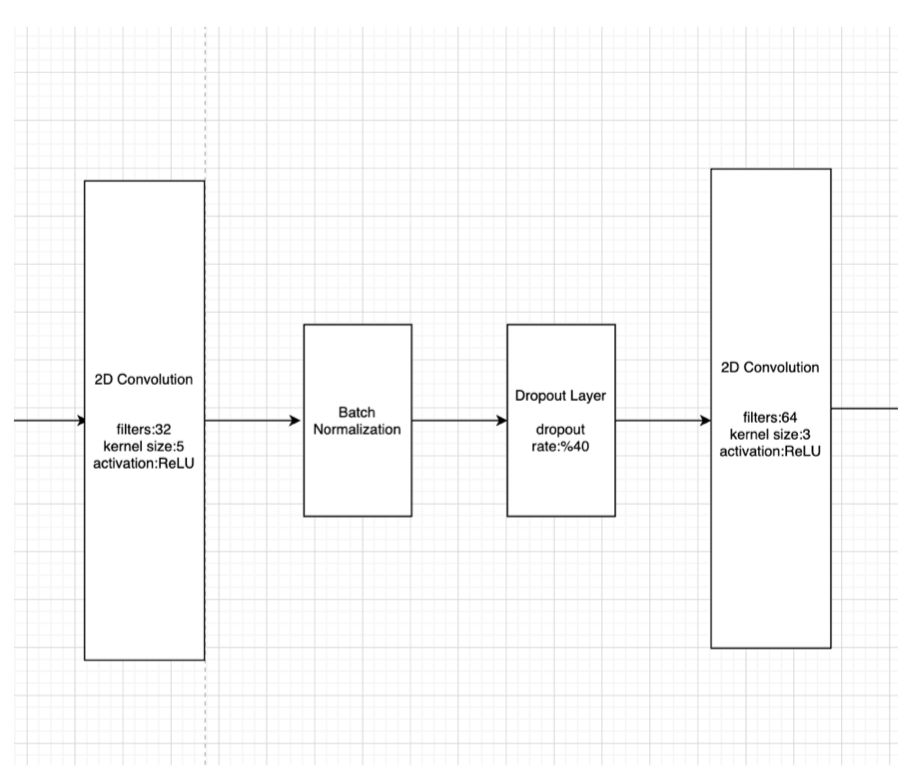 2D Convolution
filters:32
kernel size:5
activation:ReLU
Batch
Normalization
Dropout Layer
dropout
rate:%40
2D Convolution
filters:64
kernel size:3
activation:ReLU